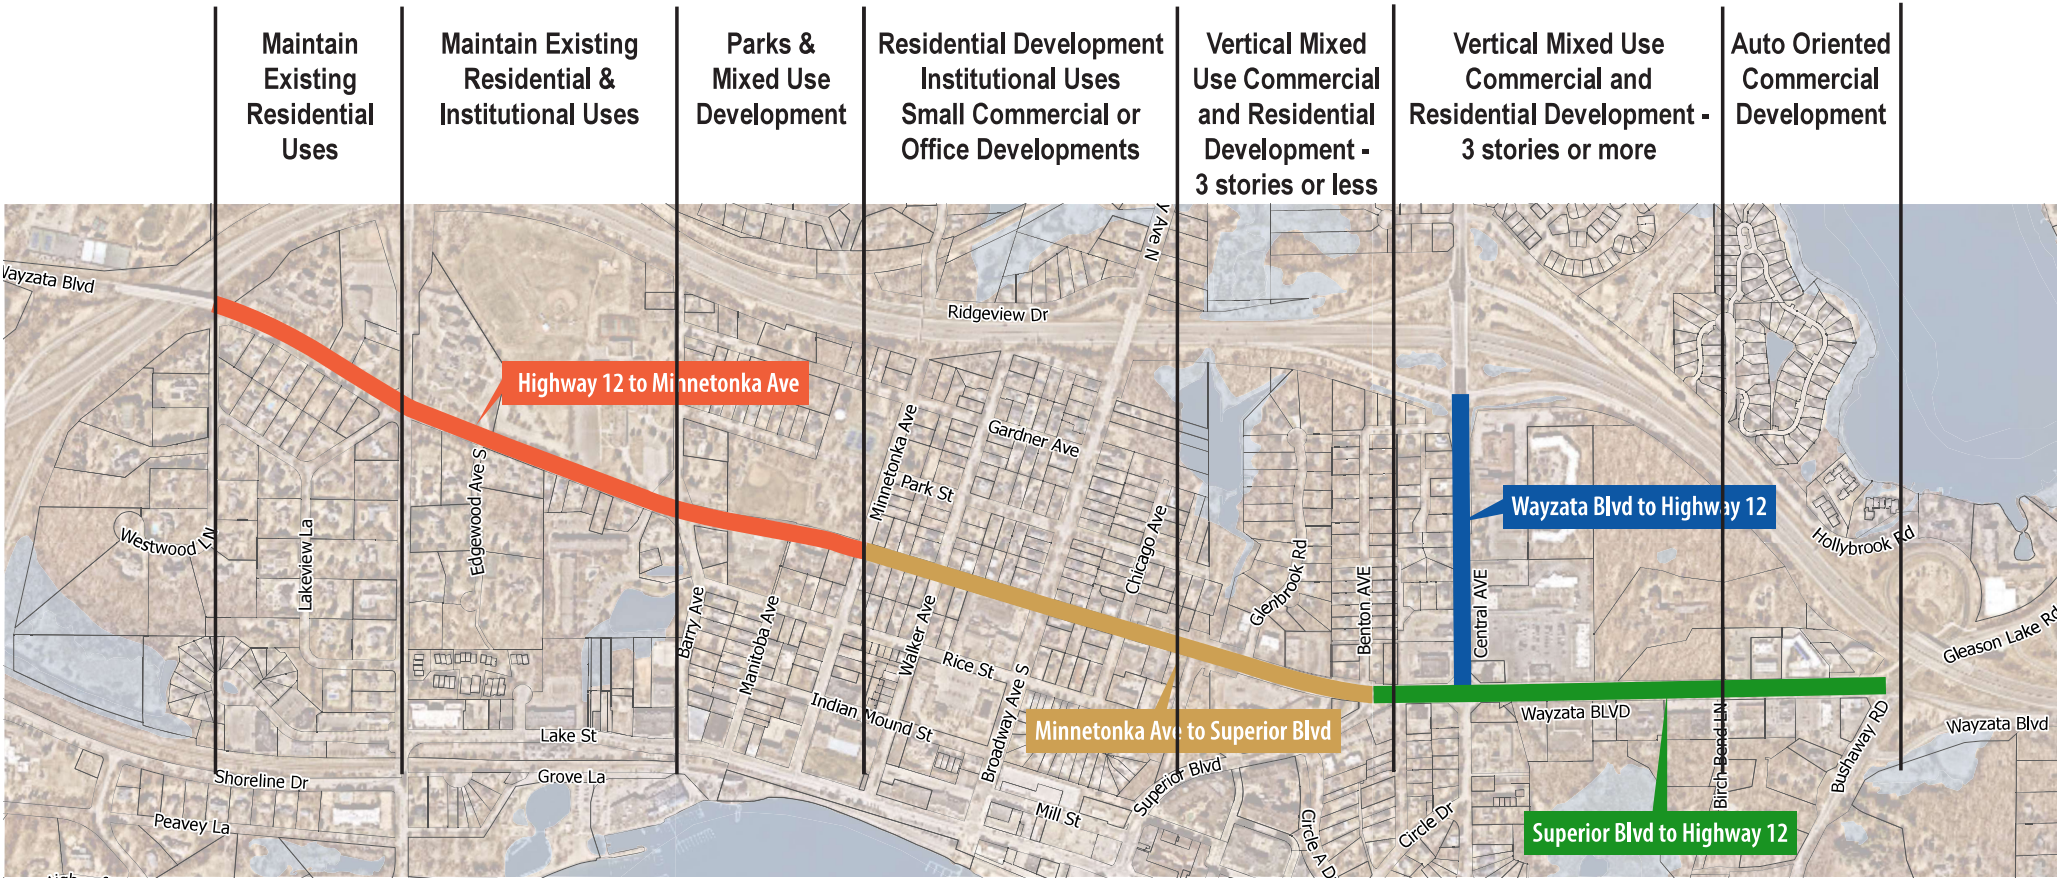 Maintain
Existing
Residential
Uses
Maintain Existing
Residential &
Institutional Uses
Parks &
Mixed Use
Development
Residential Development
Institutional Uses
Small Commercial or
Office Developments
Vertical Mixed
Use Commercial
and Residential
Development -
3 stories or less
Vertical Mixed Use
Commercial and
Residential Development -
3 stories or more
Auto Oriented
Commercial
Development
Wayzata Blvd
y Ave N
Ridgeview Dr
Highway 12 to Minnetonka Ave
Minnetonka Ave
Gardner Ave
Park St
Edgewood Ave S
Wayzata Blvd to Highway 12
Westwood LN
Lakeview La
Chicago Ave
Hollybrook Rd
Glenbrook Rd
Benton AVE
Central AVE
Barry Ave
Manitoba Ave
Walker Ave
Rice St
Gleason Lake Rd
Indian Mound St
Broadway Ave S
Minnetonka Ave to Superior Blvd
Wayzata BLVD
Birch Bend LN
Bushaway RD
Wayzata Blvd
Lake St
Grove La
Shoreline Dr
Superior Blvd
Peavey La
Mill St
Circle A D
Circle Dr
Superior Blvd to Highway 12